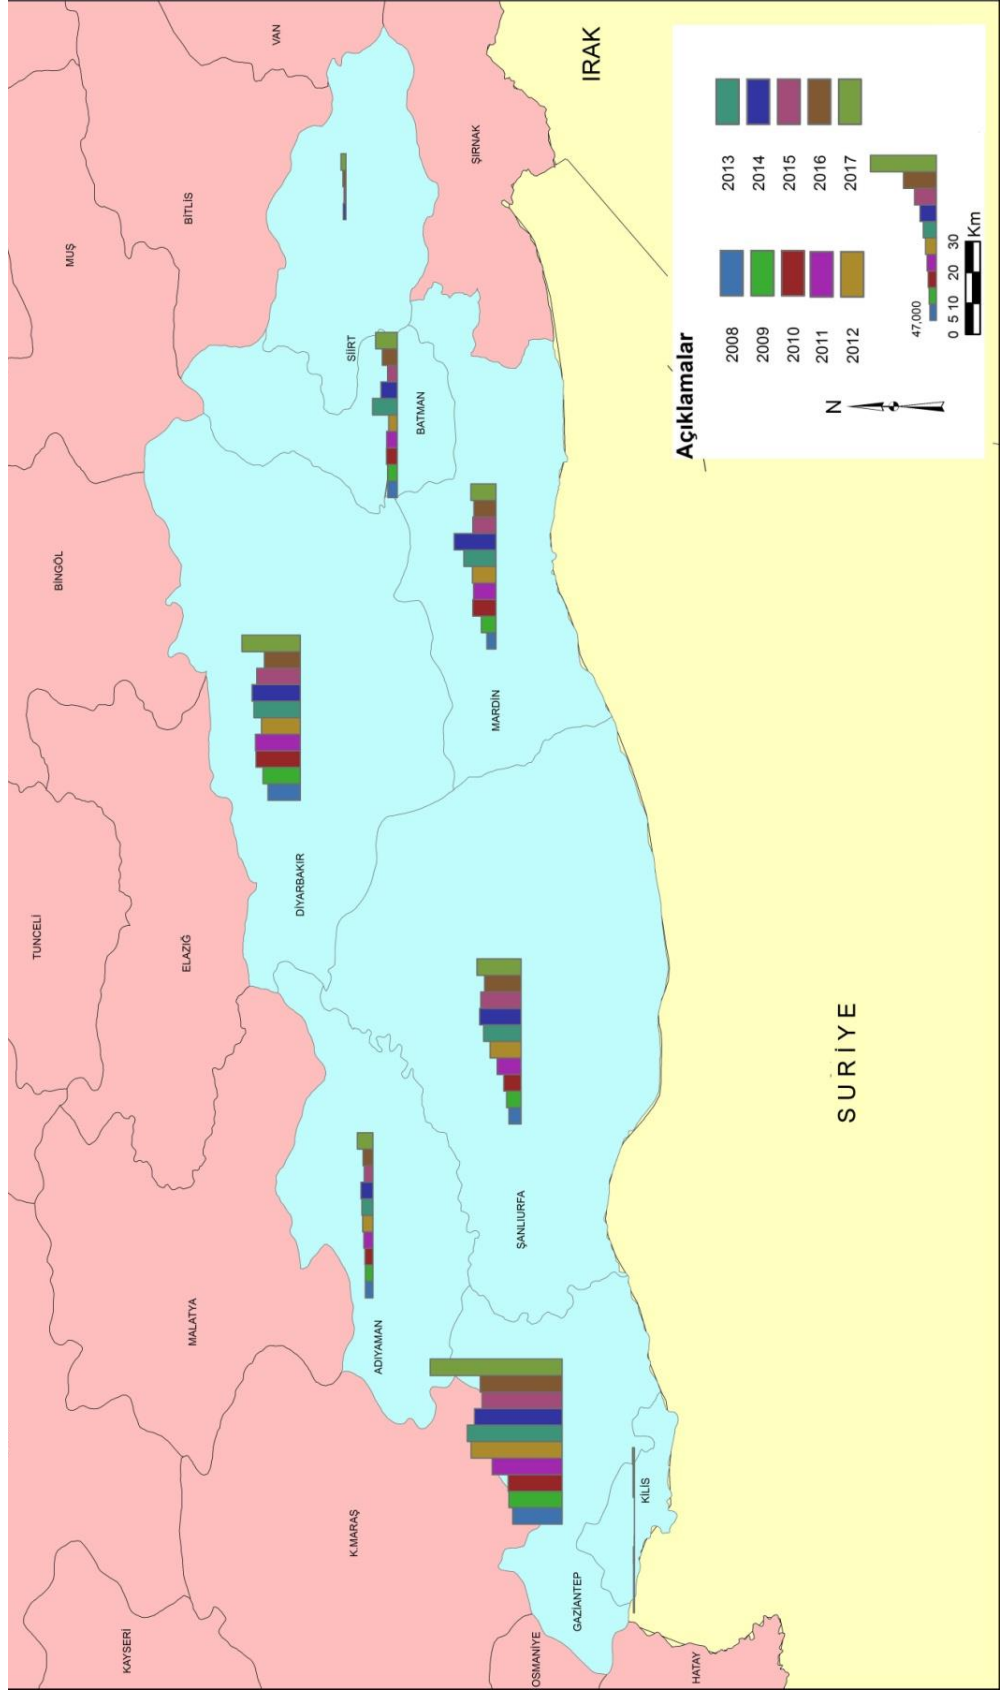 KAYSERİ
MALATYA
TUNCELİ
BİNGÖL
MUŞ
VAN
ELAZIĞ
BİTLİS
K.MARAŞ
ADIYAMAN
DİYARBAKIR
SİİRT
BATMAN
ŞIRNAK
OSMANİYE
GAZİANTEP
ŞANLIURFA
MARDİN
IRAK
HATAY
KİLİS
SURİYE
Açıklamalar
2008
2009
2010
2011
2012
2013
2014
2015
2016
2017
N
47,000
0 5 10 20 30
Km